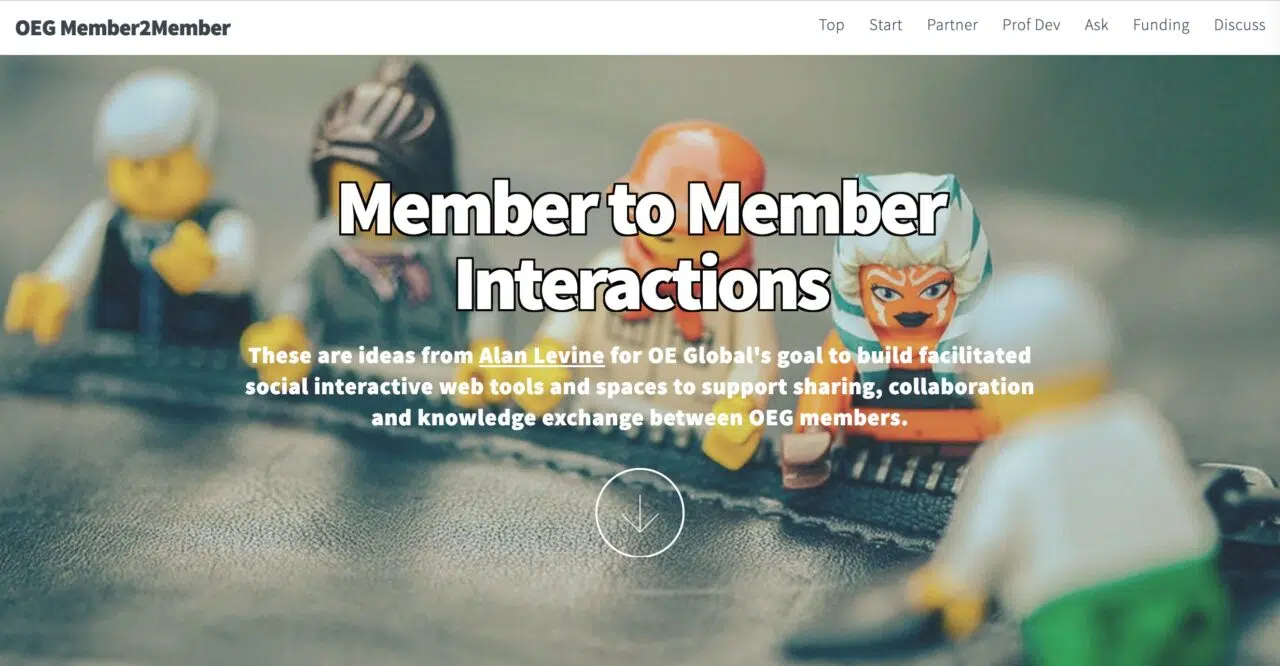 OEG Member2Member
Top Start Partner Prof Dev Ask Funding Discuss
Member to Member
Interactions
These are ideas from Alan Levine for OE Global's goal to build facilitated
social interactive web tools and spaces to support sharing, collaboration
and knowledge exchange between OEG members.